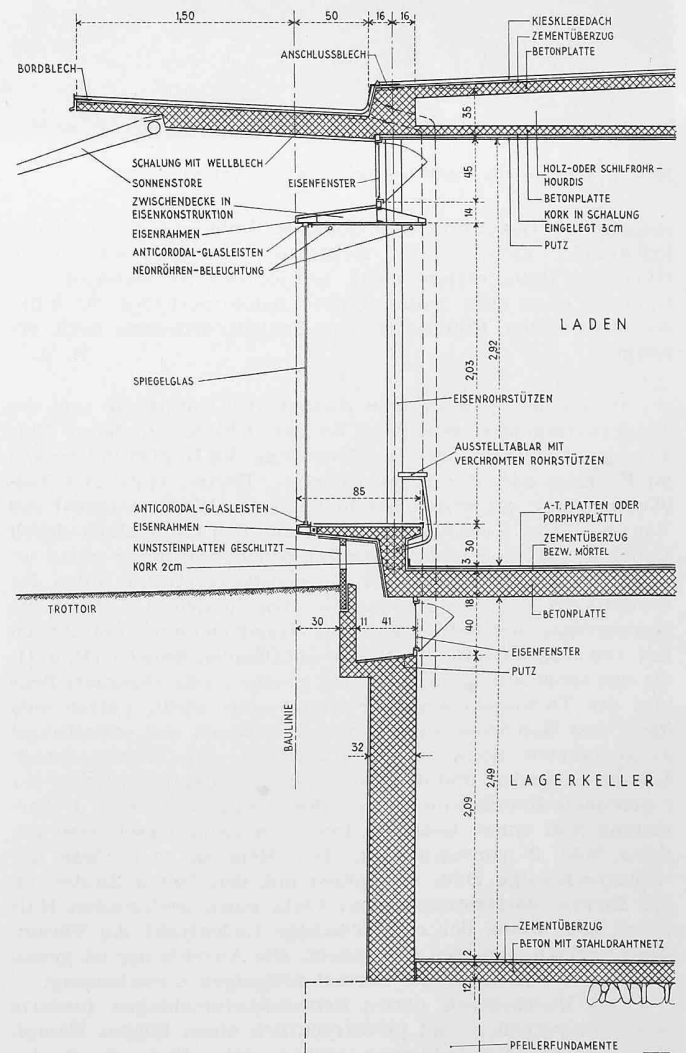 1,50
50
16
16
KIESKLEBEDACH
ZEMENTÜBERZUG
BETONPLATTE
ANSCHLUSSBLECH
BORDBLECH
35
SCHALUNG MIT WELLBLECH
SONNENSTORE
EISENFENSTER
45
HOLZ-ODER SCHILFROHR-
HOURDIS
BETONPLATTE
KORK IN SCHALUNG
EINGELEGT 3cm
PUTZ
ZWISCHENDECKE IN
EISENKONSTRUKTION
14
EISENRAHMEN
ANTICORODAL-GLASLEISTEN
NEONRÖHREN-BELEUCHTUNG
LADEN
2,03
2,92
SPIEGELGLAS
EISENROHRSTÜTZEN
AUSSTELLTABLAR MIT
VERCHROMTEN ROHRSTÜTZEN
85
ANTICORODAL-GLASLEISTEN
EISENRAHMEN
KUNSTSTEINPLATTEN GESCHLITZT
KORK 2cm
A-T. PLATTEN ODER
PORPHYRPLÄTTLI
ZEMENTÜBERZUG
BEZW. MÖRTEL
30
3
TROTTOIR
18
BETONPLATTE
30
11
41
40
EISENFENSTER
PUTZ
BAULINIE
32
2,09
2,49
LAGERKELLER
ZEMENTÜBERZUG
BETON MIT STAHLDRAHTNETZ
2
12
PFEILERFUNDAMENTE